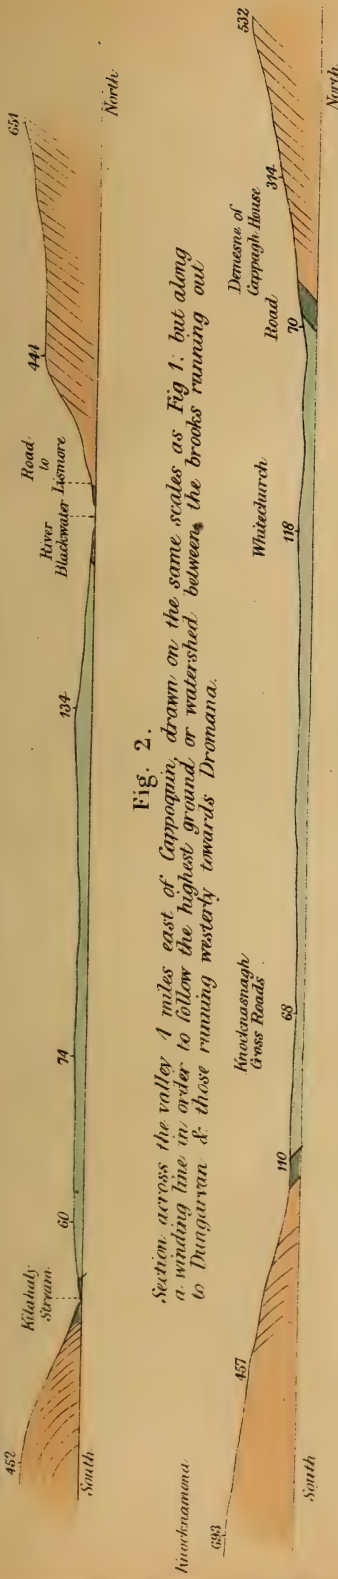 452
Kilahaly
Stream
60
74
134
River
Blackwater
Road
to
Lismore
444
651
South
North
Fig. 2.
Section across the valley 4 miles east of Cappoquin, drawn on the same scales as Fig 1; but along
a winding line in order to follow the highest ground or watershed between the brooks running out
to Dungarvan & those running westerly towards Dromana.
Knocknamona
693
457
110
Knocknasnagh
Cross Roads
68
118
Whitechurch
70
Road
Demesne of
Cappagh House
314
532
South
North